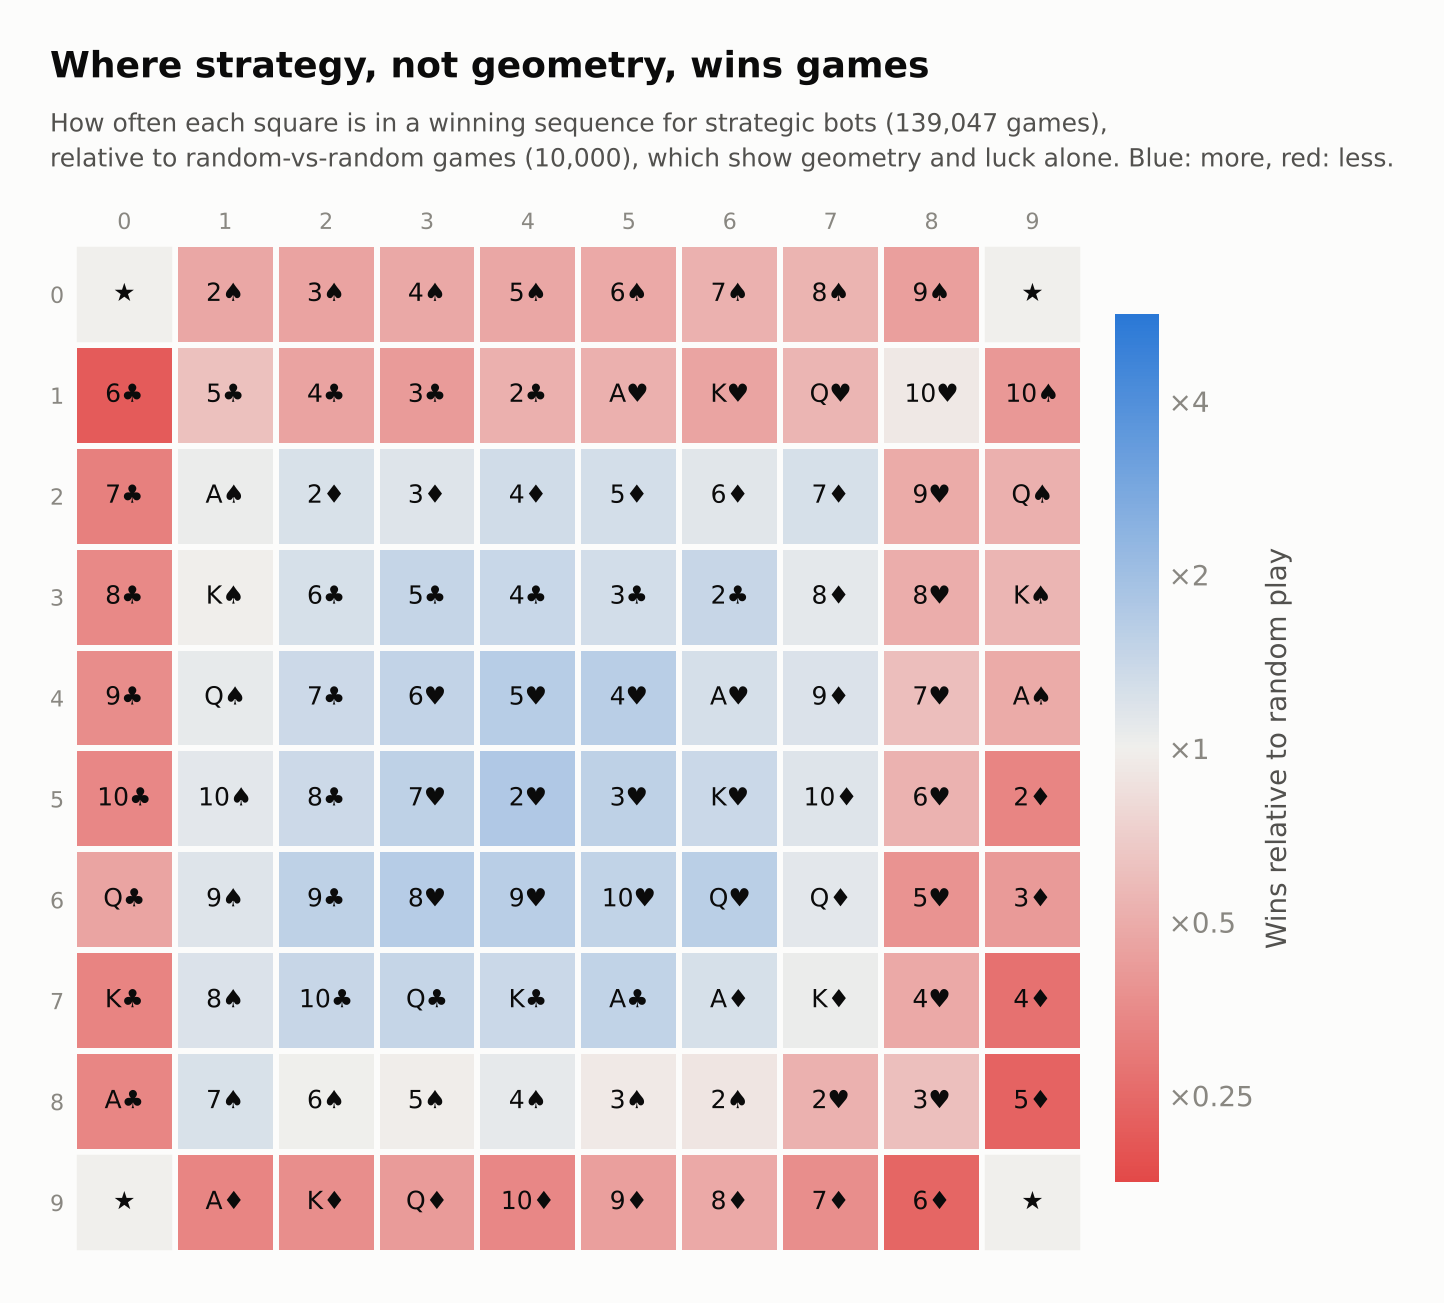 Where strategy, not geometry, wins games
How often each square is in a winning sequence for strategic bots (139,047 games),
relative to random-vs-random games (10,000), which show geometry and luck alone. Blue: more, red: less.
0 1 2 3 4 5 6 7 8 9
0 ★ 2♠ 3♠ 4♠ 5♠ 6♠ 7♠ 8♠ 9♠ ★
1 6♣ 5♣ 4♣ 3♣ 2♣ A♥ K♥ Q♥ 10♥ 10♠
2 7♣ A♠ 2♦ 3♦ 4♦ 5♦ 6♦ 7♦ 9♥ Q♠
3 8♣ K♠ 6♣ 5♣ 4♣ 3♣ 2♣ 8♦ 8♥ K♠
4 9♣ Q♠ 7♣ 6♥ 5♥ 4♥ A♥ 9♦ 7♥ A♠
5 10♣ 10♠ 8♣ 7♥ 2♥ 3♥ K♥ 10♦ 6♥ 2♦
6 Q♣ 9♠ 9♣ 8♥ 9♥ 10♥ Q♥ Q♦ 5♥ 3♦
7 K♣ 8♠ 10♣ Q♣ K♣ A♣ A♦ K♦ 4♥ 4♦
8 A♣ 7♠ 6♠ 5♠ 4♠ 3♠ 2♠ 2♥ 3♥ 5♦
9 ★ A♦ K♦ Q♦ 10♦ 9♦ 8♦ 7♦ 6♦ ★
×4
×2
×1
×0.5
×0.25
Wins relative to random play